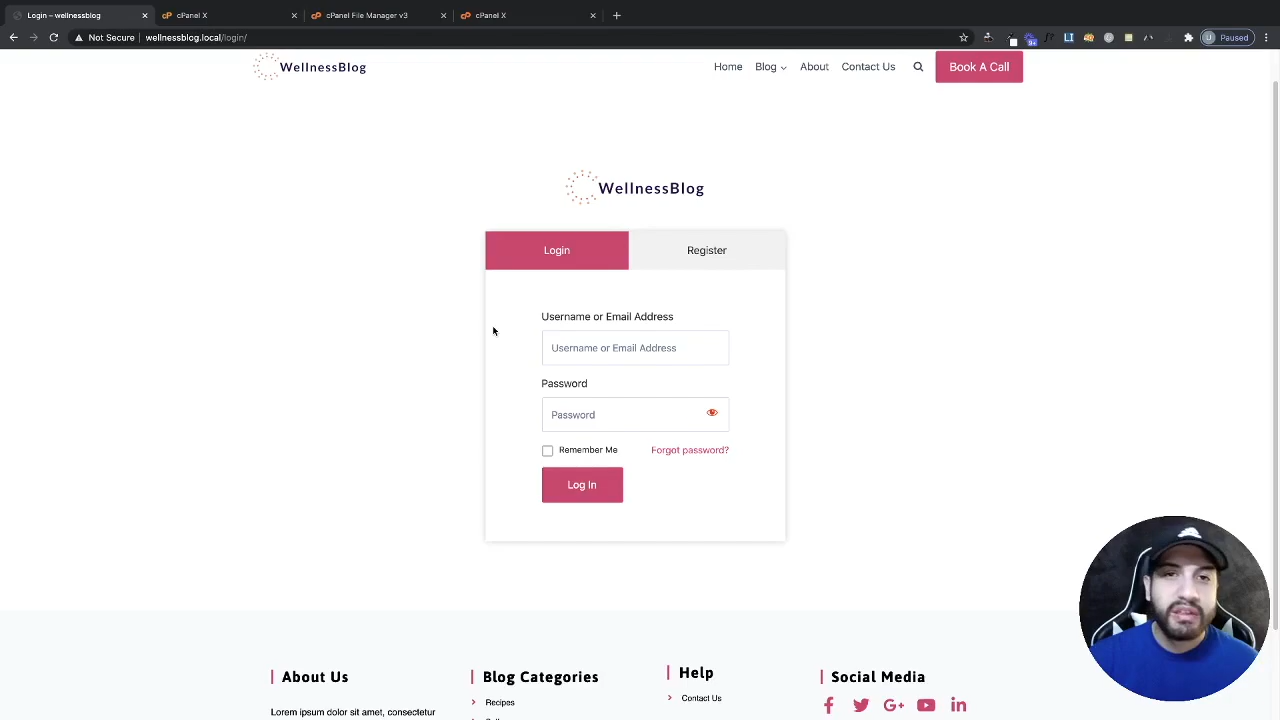 Login – wellnessblog
cPanel X
cPanel File Manager v3
cPanel X
Not Secure
wellnessblog.local/login/
9+
LI
Paused
WellnessBlog
Home
Blog
About
Contact Us
Book A Call
WellnessBlog
Login
Register
Username or Email Address
Username or Email Address
Password
Password
Remember Me
Forgot password?
Log In
About Us
Blog Categories
Help
Social Media
Lorem ipsum dolor sit amet, consectetur
Recipes
Contact Us